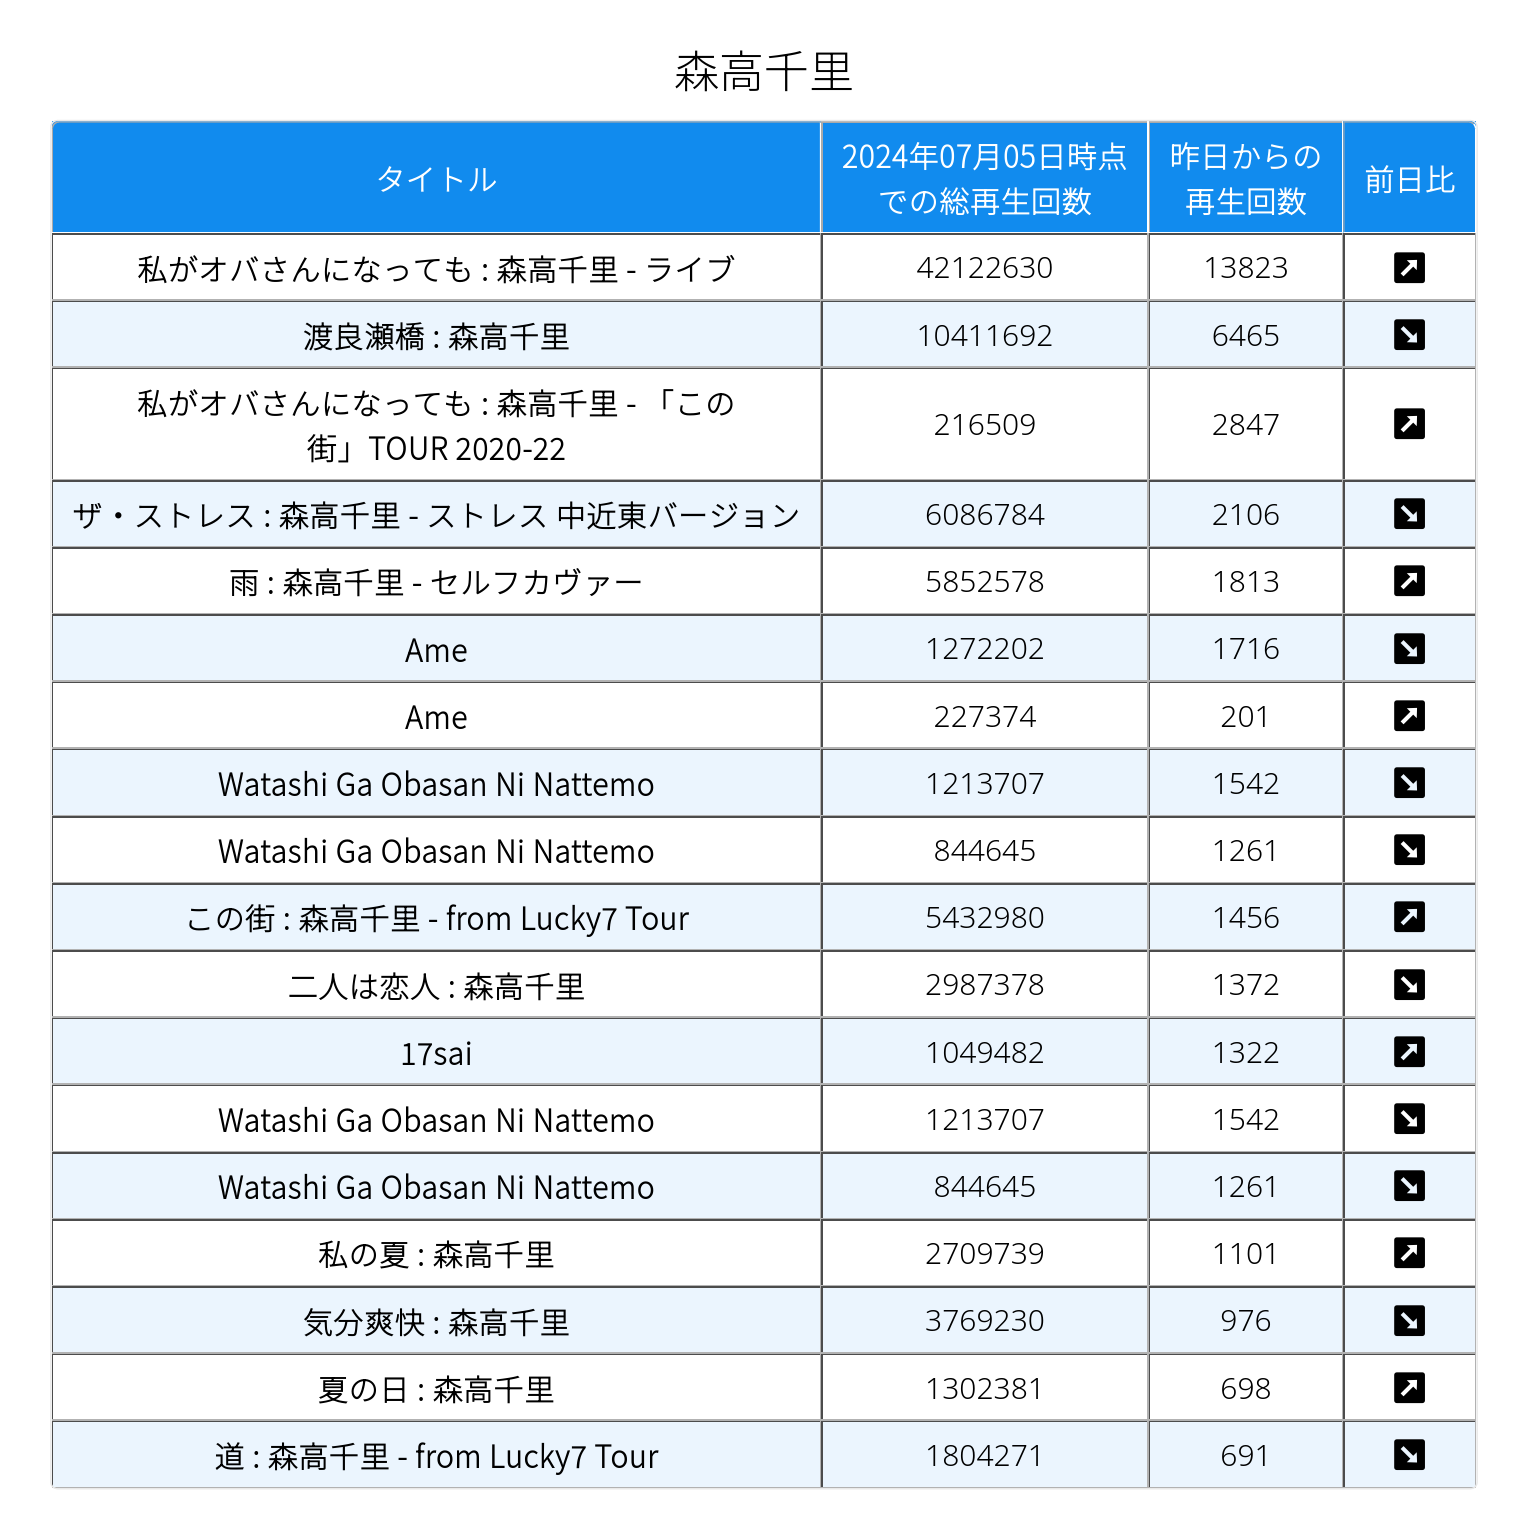 森高千里
タイトル
2024年07月05日時点
での総再生回数
昨日からの
再生回数
前日比
私がオバさんになっても : 森高千里 - ライブ 42122630 13823
渡良瀬橋 : 森高千里 10411692 6465
私がオバさんになっても : 森高千里 - 「この
街」TOUR 2020-22 216509 2847
ザ・ストレス : 森高千里 - ストレス 中近東バージョン 6086784 2106
雨 : 森高千里 - セルフカヴァー 5852578 1813
Ame 1272202 1716
Ame 227374 201
Watashi Ga Obasan Ni Nattemo 1213707 1542
Watashi Ga Obasan Ni Nattemo 844645 1261
この街 : 森高千里 - from Lucky7 Tour 5432980 1456
二人は恋人 : 森高千里 2987378 1372
17sai 1049482 1322
Watashi Ga Obasan Ni Nattemo 1213707 1542
Watashi Ga Obasan Ni Nattemo 844645 1261
私の夏 : 森高千里 2709739 1101
気分爽快 : 森高千里 3769230 976
夏の日 : 森高千里 1302381 698
道 : 森高千里 - from Lucky7 Tour 1804271 691